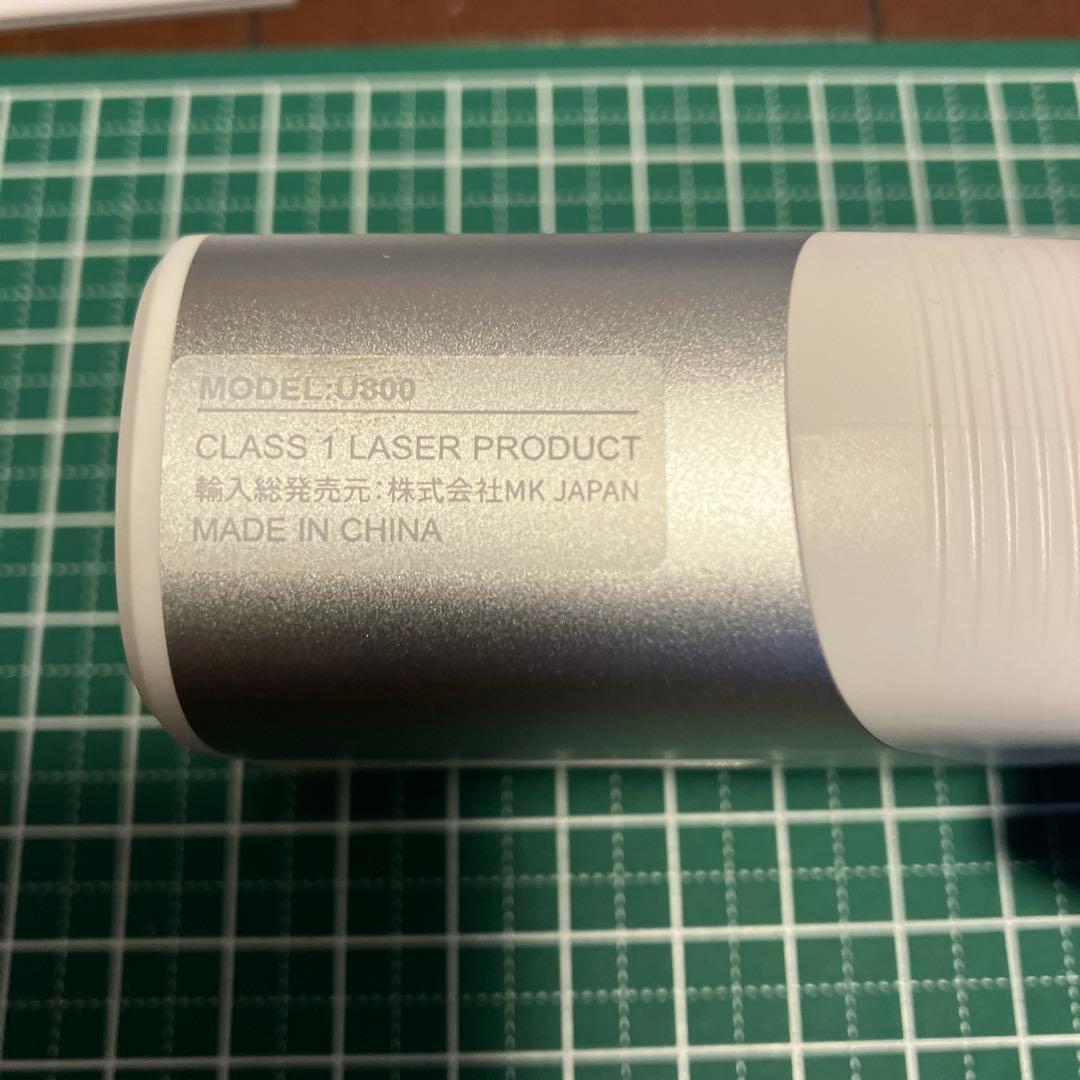 MODEL:U800
CLASS 1 LASER PRODUCT
輸入総発売元:株式会社MK JAPAN
MADE IN CHINA